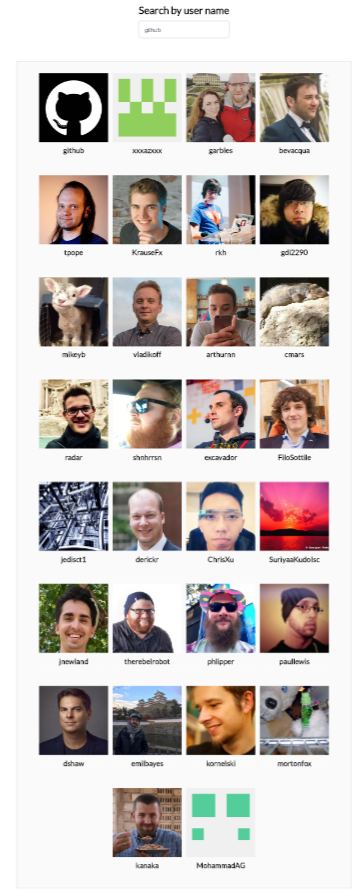 Search by user name
github
github xxxazxxx garbles bevacqua
tpope KrauseFx rkh gdi2290
mikeyb vladikoff arthurnn cmars
radar shnhrrsn excavador FiloSottile
jedisct1 derickr ChrisXu SuriyaaKudoIsc
jnewland therebelrobot phlipper paullewis
dshaw emilbayes kornelski mortonfox
kanaka MohammadAG